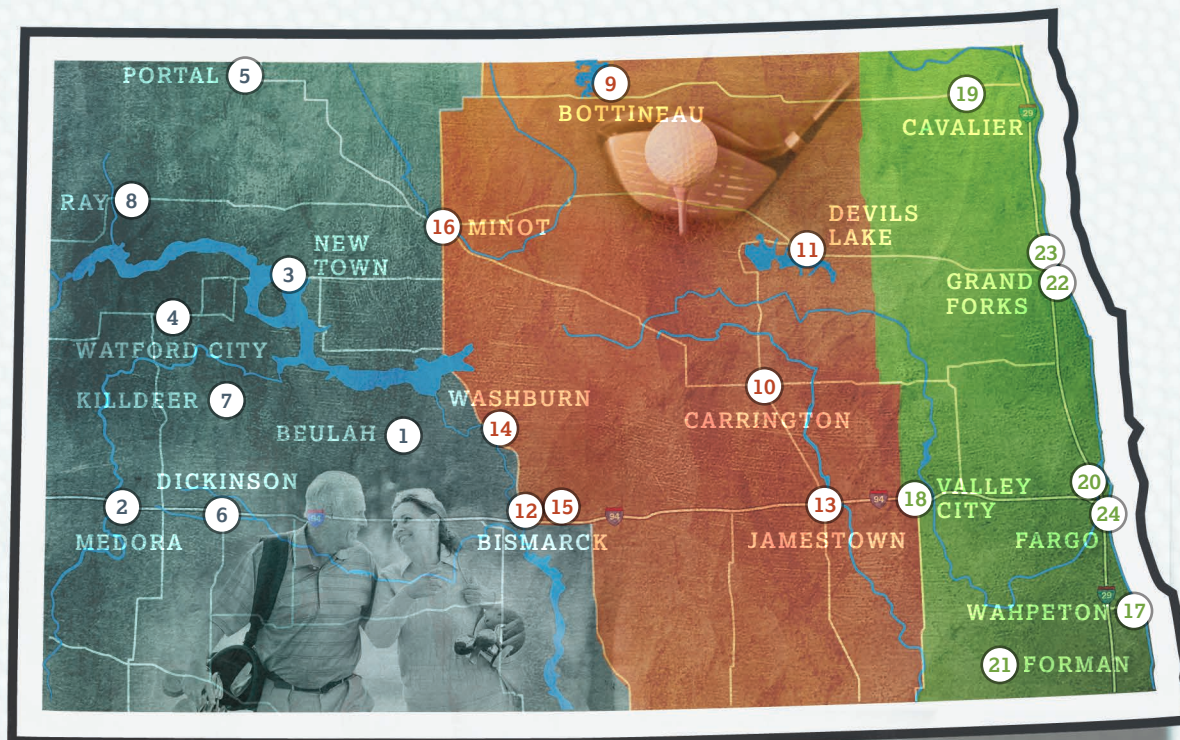 PORTAL 5
9
BOTTINEAU
19
CAVALIER
29
RAY 8
16 MINOT
DEVILS
LAKE
11
NEW
TOWN
3
23
22
GRAND
FORKS
4
WATFORD CITY
KILLDEER 7
WASHBURN
14
10
CARRINGTON
BEULAH 1
DICKINSON
2
MEDORA
6
94
12 15
BISMARCK
94
13
JAMESTOWN
94
18 VALLEY
CITY
20
24
FARGO
29
WAHPETON 17
21 FORMAN